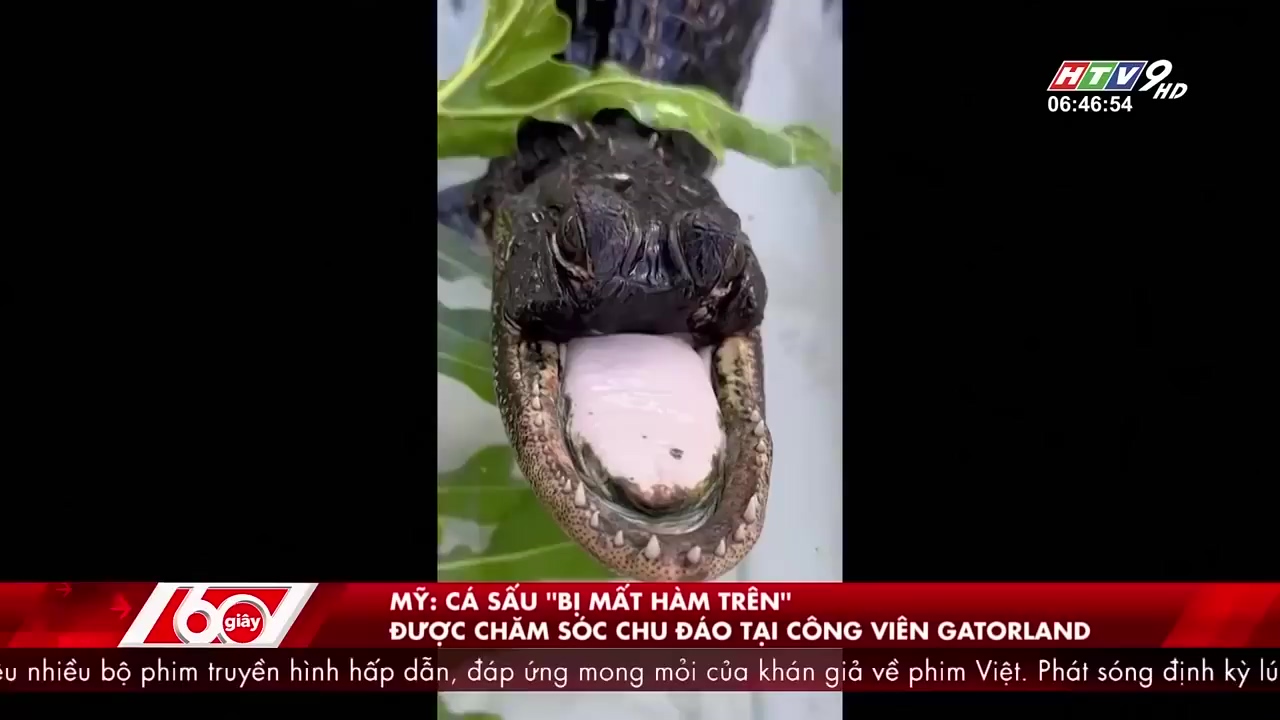 HTV9 HD
06:46:54
60 giây
MỸ: CÁ SẤU "BỊ MẤT HÀM TRÊN"
ĐƯỢC CHĂM SÓC CHU ĐÁO TẠI CÔNG VIÊN GATORLAND
nhiều bộ phim truyền hình hấp dẫn, đáp ứng mong mỏi của khán giả về phim Việt. Phát sóng định kỳ